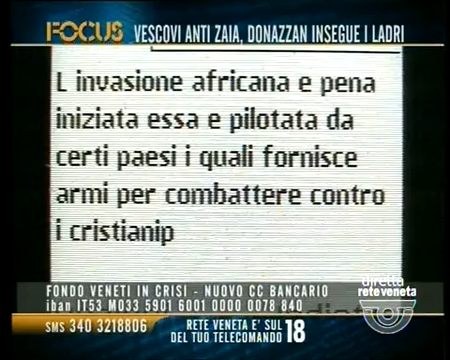 FOCUS VESCOVI ANTI ZAIA, DONAZZAN INSEGUE I LADRI
L invasione africana e pena
iniziata essa e pilotata da
certi paesi i quali fornisce
armi per combattere contro
i cristianip
diretta
reteveneta
FONDO VENETI IN CRISI - NUOVO CC BANCARIO
iban IT53 M033 5901 6001 0000 0078 840
SMS 340 3218806
RETE VENETA E' SUL
DEL TUO TELECOMANDO 18